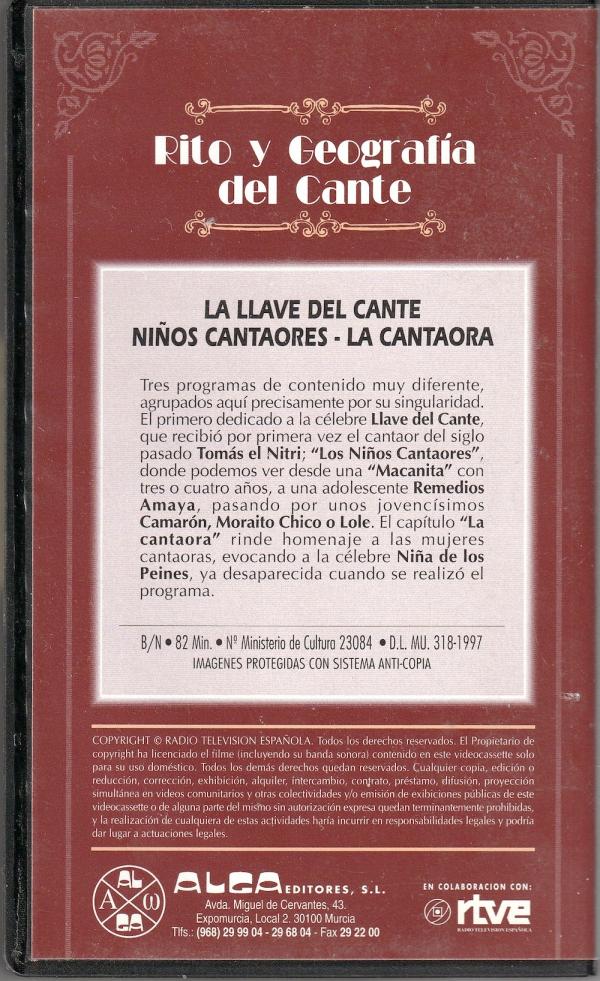 Rito y Geografía
del Cante
LA LLAVE DEL CANTE
NIÑOS CANTAORES - LA CANTAORA
Tres programas de contenido muy diferente,
agrupados aquí precisamente por su singularidad.
El primero dedicado a la célebre Llave del Cante,
que recibió por primera vez el cantaor del siglo
pasado Tomás el Nitri; "Los Niños Cantaores",
donde podemos ver desde una "Macanita" con
tres o cuatro años, a una adolescente Remedios
Amaya, pasando por unos jovencísimos
Camarón, Moraito Chico o Lole. El capítulo "La
cantaora" rinde homenaje a las mujeres
cantaoras, evocando a la célebre Niña de los
Peines, ya desaparecida cuando se realizó el
programa.
B/N • 82 Min. • Nº Ministerio de Cultura 23084 • D.L. MU. 318-1997
IMAGENES PROTEGIDAS CON SISTEMA ANTI-COPIA
COPYRIGHT © RADIO TELEVISION ESPAÑOLA. Todos los derechos reservados. El Propietario de
copyright ha licenciado el filme (incluyendo su banda sonora) contenido en este videocassette solo
para su uso doméstico. Todos los demás derechos quedan reservados. Cualquier copia, edición o
reducción, corrección, exhibición, alquiler, intercambio, contrato, préstamo, difusión, proyección
simultánea en videos comunitarios y otras colectividades y/o emisión de exibiciones públicas de este
videocassette o de alguna parte del mismo sin autorización expresa quedan terminantemente prohibidas,
y la realización de cualquiera de estas actividades haría incurrir en responsabilidades legales y podría
dar lugar a actuaciones legales.
AL
A ω
GA
ALGA EDITORES, S.L.
Avda. Miguel de Cervantes, 43.
Expomurcia, Local 2. 30100 Murcia
Tlfs.: (968) 29 99 04 - 29 68 04 - Fax 29 22 00
EN COLABORACION CON:
rtve
RADIO TELEVISION ESPAÑOLA